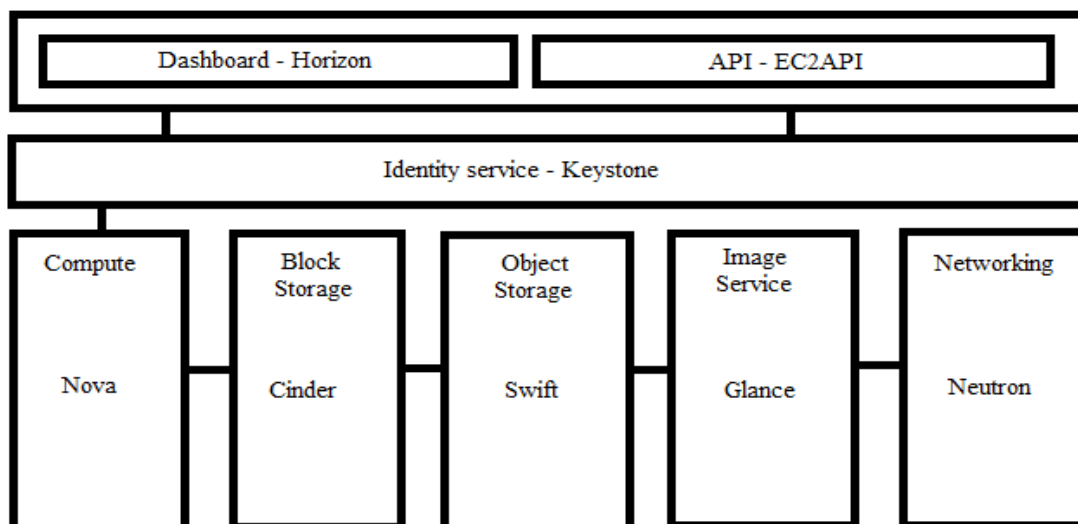 Dashboard - Horizon
API - EC2API
Identity service - Keystone
Compute
Nova
Block
Storage
Cinder
Object
Storage
Swift
Image
Service
Glance
Networking
Neutron